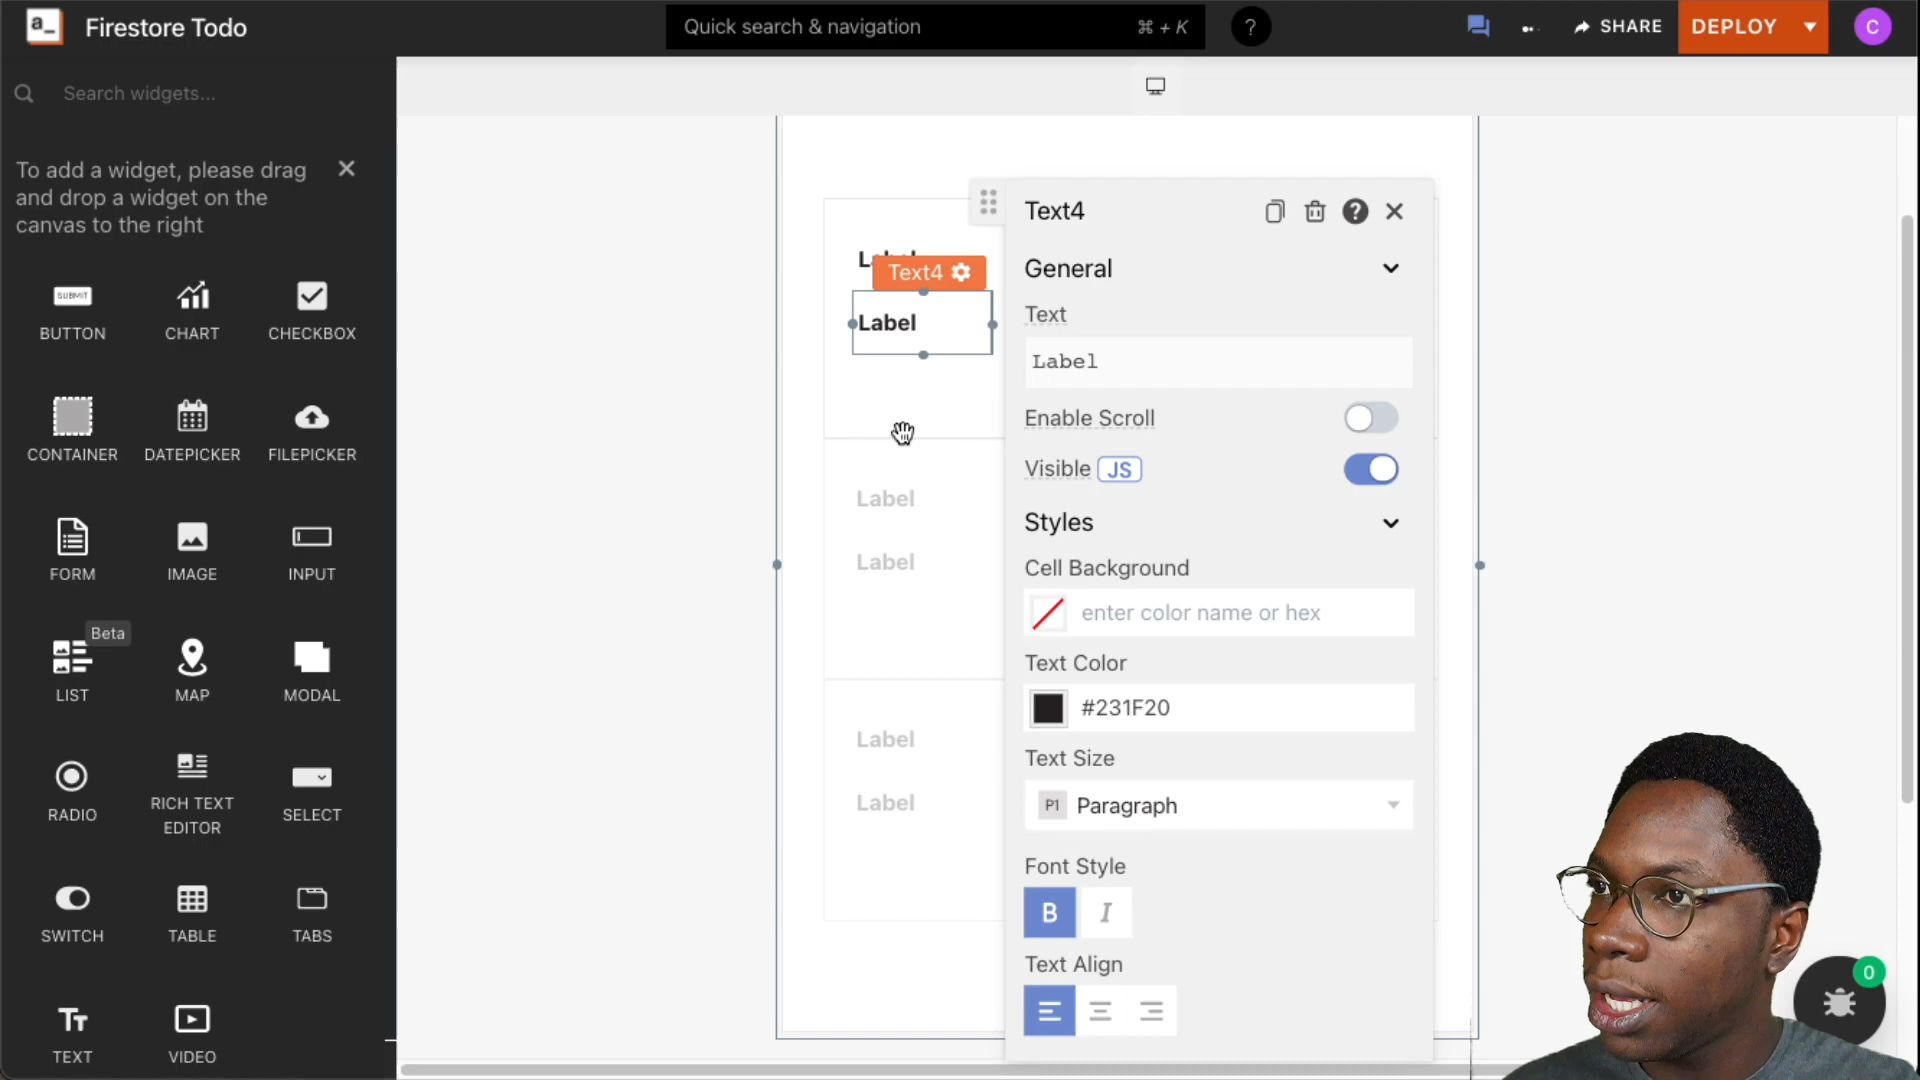 a_
Firestore Todo
Quick search & navigation
⌘ + K
?
SHARE
DEPLOY
C
Search widgets...
To add a widget, please drag
and drop a widget on the
canvas to the right
SUBMIT
BUTTON
CHART
CHECKBOX
CONTAINER
DATEPICKER
FILEPICKER
FORM
IMAGE
INPUT
Beta
LIST
MAP
MODAL
RADIO
RICH TEXT
EDITOR
SELECT
SWITCH
TABLE
TABS
Tт
TEXT
VIDEO
Label
Text4
Label
Label
Label
Label
Label
Text4
?
General
Text
Label
Enable Scroll
Visible JS
Styles
Cell Background
enter color name or hex
Text Color
#231F20
Text Size
P1 Paragraph
Font Style
B I
Text Align
0